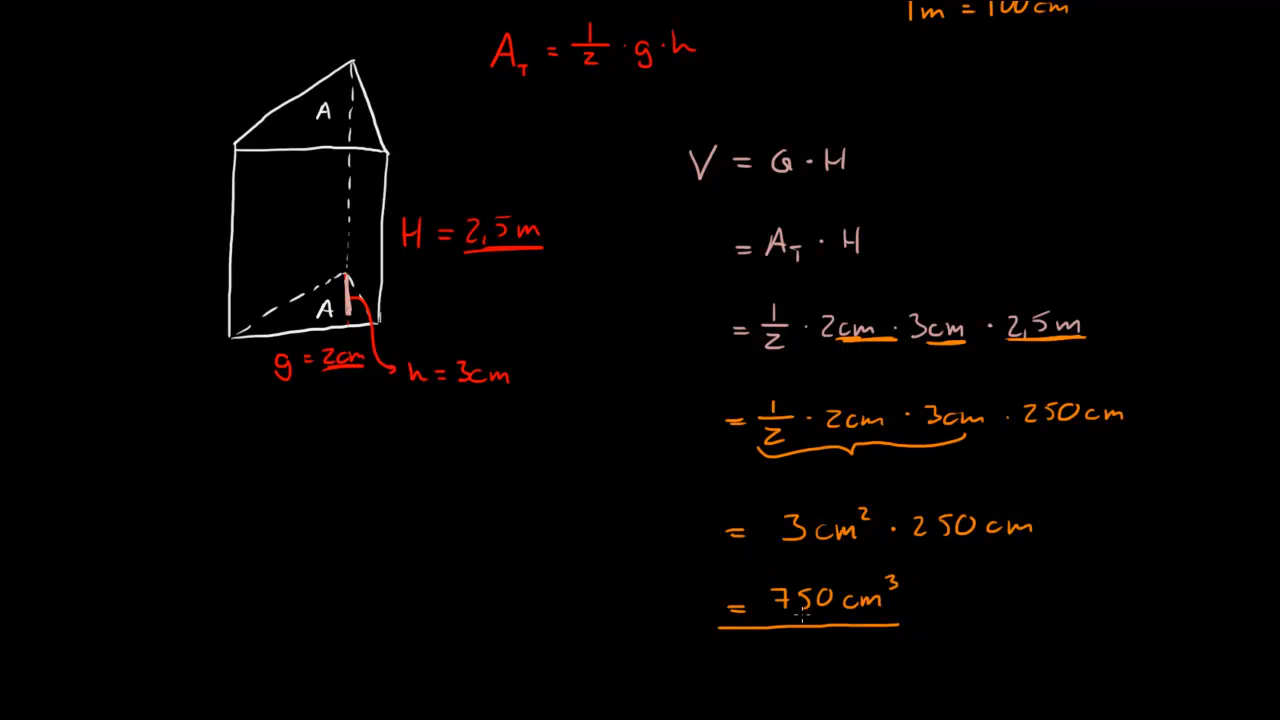 1m = 100cm
A_T = 1/2 · g · h
A
V = G · H
H = 2,5m
= A_T · H
A
= 1/2 · 2cm · 3cm · 2,5m
g = 2cm
h = 3cm
= 1/2 · 2cm · 3cm · 250cm
= 3cm² · 250cm
= 750cm³